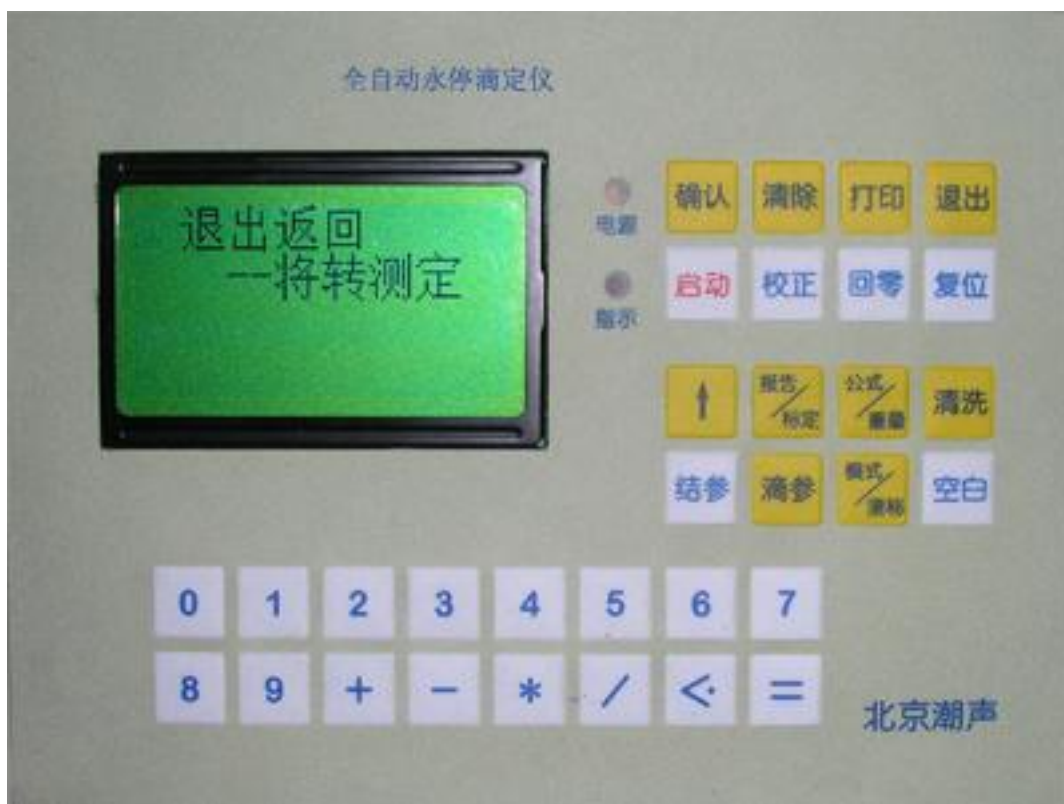 全自动永停滴定仪
退出返回
--将转测定
电源
指示
确认 清除 打印 退出
启动 校正 回零 复位
↑ 报告/标定 公式/重量 清洗
结参 滴参 模式/滴标 空白
0 1 2 3 4 5 6 7
8 9 + - * / <· =
北京潮声